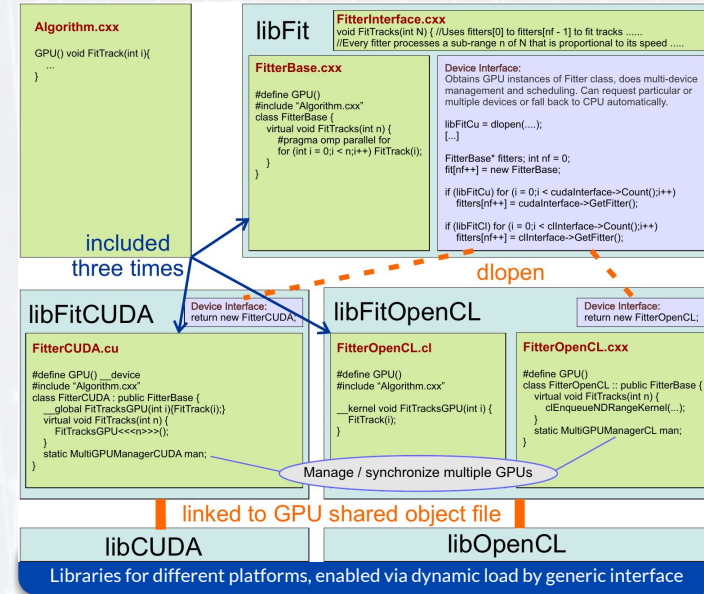 Algorithm.cxx
GPU() void FitTrack(int i){
...
}
libFit
FitterInterface.cxx
void FitTracks(int N) { //Uses fitters[0] to fitters[nf - 1] to fit tracks ......
//Every fitter processes a sub-range n of N that is proportional to its speed .....
FitterBase.cxx
#define GPU()
#include “Algorithm.cxx”
class FitterBase {
virtual void FitTracks(int n) {
#pragma omp parallel for
for (int i = 0;i < n;i++) FitTrack(i);
}
}
Device Interface:
Obtains GPU instances of Fitter class, does multi-device
management and scheduling. Can request particular or
multiple devices or fall back to CPU automatically.
libFitCu = dlopen(....);
[...]
FitterBase* fitters; int nf = 0;
fit[nf++] = new FitterBase;
if (libFitCu) for (i = 0;i < cudaInterface->Count();i++)
fitters[nf++] = cudaInterface->GetFitter();
if (libFitCl) for (i = 0;i < clInterface->Count();i++)
fitters[nf++] = clInterface->GetFitter();
included
three times
dlopen
libFitCUDA
Device Interface:
return new FitterCUDA;
FitterCUDA.cu
#define GPU() __device
#include “Algorithm.cxx”
class FitterCUDA : public FitterBase {
__global FitTracksGPU(int i){FitTrack(i);}
virtual void FitTracks(int n) {
FitTracksGPU<<<n>>>();
}
static MultiGPUManagerCUDA man;
}
libFitOpenCL
Device Interface:
return new FitterOpenCL;
FitterOpenCL.cl
#define GPU()
#include “Algorithm.cxx”
__kernel void FitTracksGPU(int i) {
FitTrack(i);
}
FitterOpenCL.cxx
#define GPU()
class FitterOpenCL :: public FitterBase {
virtual void FitTracks(int n) {
clEnqueueNDRangeKernel(...);
}
static MultiGPUManagerCL man;
}
Manage / synchronize multiple GPUs
linked to GPU shared object file
libCUDA
libOpenCL
Libraries for different platforms, enabled via dynamic load by generic interface